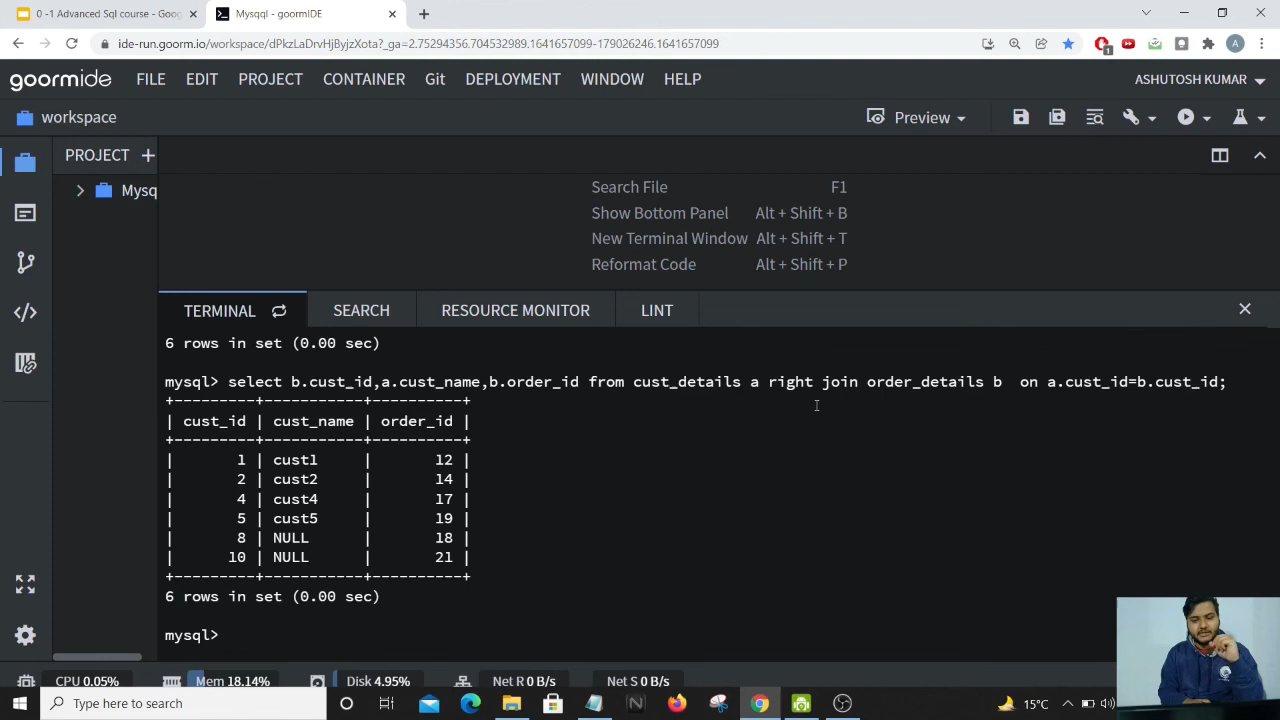 0 -1 Advanced Sql course - Goog
Mysqql - goormIDE
ide-run.goorm.io/workspace/dPkzLaDrvHjByjzXota?_ga=2.75294356.704532589.1641657099-179026246.1641657099
1
A
goormide
FILE EDIT PROJECT CONTAINER Git DEPLOYMENT WINDOW HELP
ASHUTOSH KUMAR
workspace
Preview
PROJECT
Mysq
Search File F1
Show Bottom Panel Alt + Shift + B
New Terminal Window Alt + Shift + T
Reformat Code Alt + Shift + P
TERMINAL SEARCH RESOURCE MONITOR LINT
6 rows in set (0.00 sec)
mysql> select b.cust_id,a.cust_name,b.order_id from cust_details a right join order_details b  on a.cust_id=b.cust_id;
+---------+-----------+----------+
| cust_id | cust_name | order_id |
+---------+-----------+----------+
|       1 | cust1     |       12 |
|       2 | cust2     |       14 |
|       4 | cust4     |       17 |
|       5 | cust5     |       19 |
|       8 | NULL      |       18 |
|      10 | NULL      |       21 |
+---------+-----------+----------+
6 rows in set (0.00 sec)
mysql>
CPU 0.05% Mem 18.14% Disk 4.95% Net R 0 B/s Net S 0 B/s
Type here to search
N
15°C